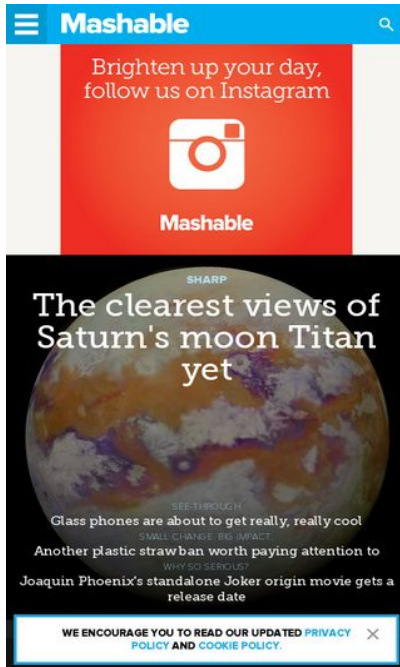 Mashable
Brighten up your day,
follow us on Instagram
Mashable
SHARP
The clearest views of
Saturn's moon Titan
yet
SEE-THROUGH
Glass phones are about to get really, really cool
SMALL CHANGE. BIG IMPACT.
Another plastic straw ban worth paying attention to
WHY SO SERIOUS?
Joaquin Phoenix's standalone Joker origin movie gets a
release date
WE ENCOURAGE YOU TO READ OUR UPDATED PRIVACY
POLICY AND COOKIE POLICY.